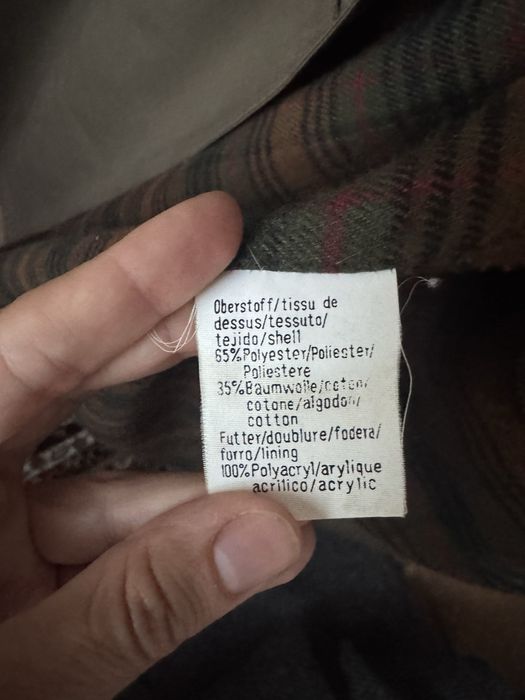 Oberstoff/tissu de
dessus/tessuto/
tejido/shell
65%Polyester/Poliester/
Poliestere
35%Baumwolle/coton/
cotone/algodon/
cotton
Futter/doublure/fodera/
forro/lining
100%Polyacryl/arylique
acrilico/acrylic